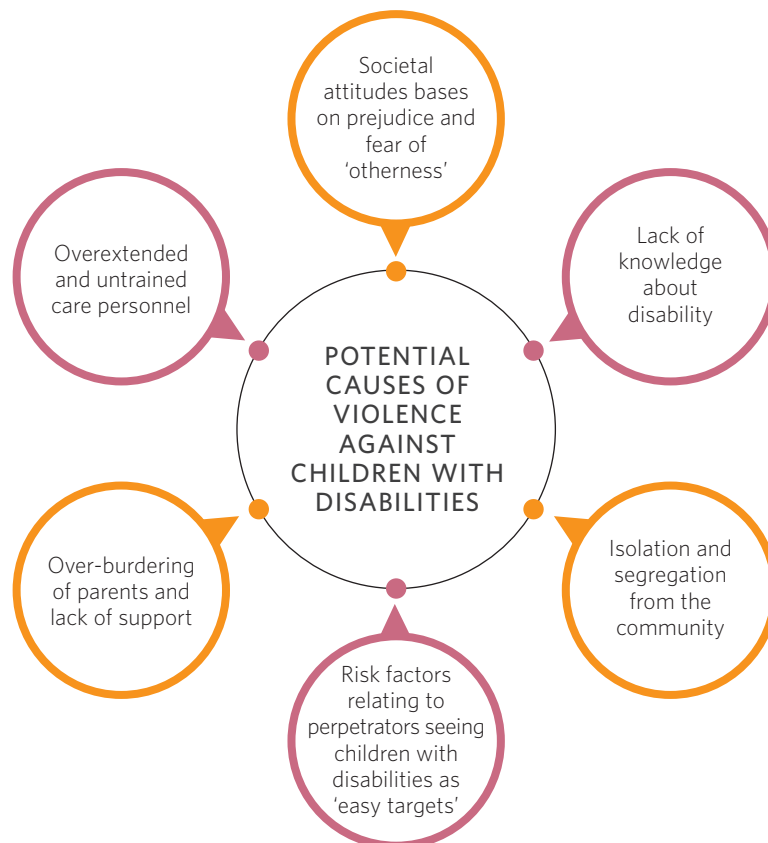 Societal
attitudes bases
on prejudice and
fear of
‘otherness’
Lack of
knowledge
about
disability
Isolation and
segregation
from the
community
Risk factors
relating to
perpetrators seeing
children with
disabilities as
‘easy targets’
Over-burdering
of parents and
lack of support
Overextended
and untrained
care personnel
POTENTIAL
CAUSES OF
VIOLENCE
AGAINST
CHILDREN WITH
DISABILITIES